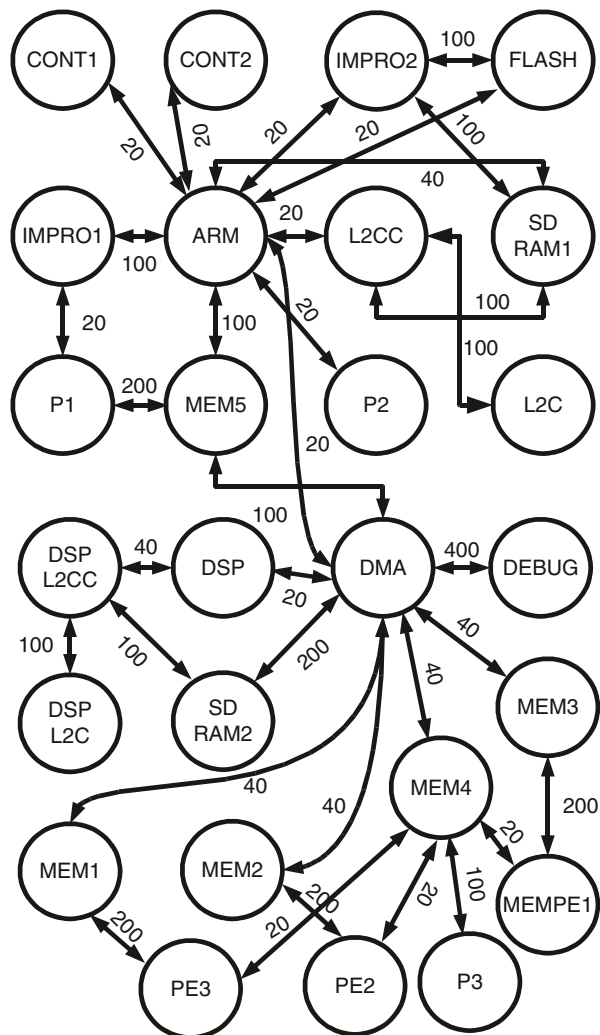 CONT1
CONT2
IMPRO2
100
FLASH
20
20
20
20
100
40
IMPRO1
100
ARM
20
L2CC
SD
RAM1
20
100
20
100
100
P1
200
MEM5
P2
L2C
20
100
DSP
L2CC
40
DSP
20
DMA
400
DEBUG
100
100
200
40
40
DSP
L2C
SD
RAM2
MEM3
40
40
MEM4
200
MEM1
MEM2
20
MEMPE1
200
200
20
20
100
PE3
PE2
P3